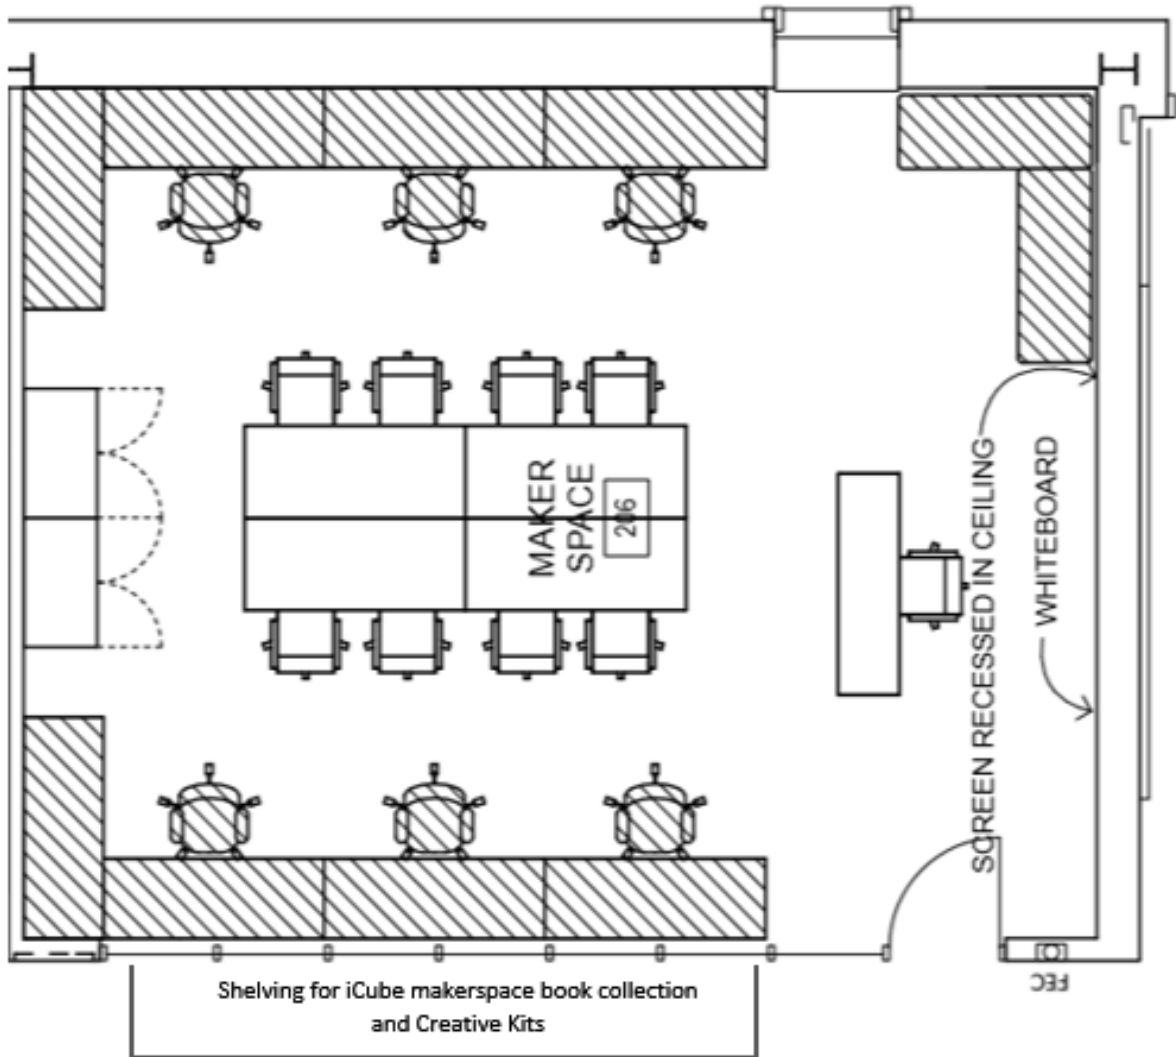 MAKER
SPACE
206
SCREEN RECESSED IN CEILING
WHITEBOARD
FEC
Shelving for iCube makerspace book collection
and Creative Kits